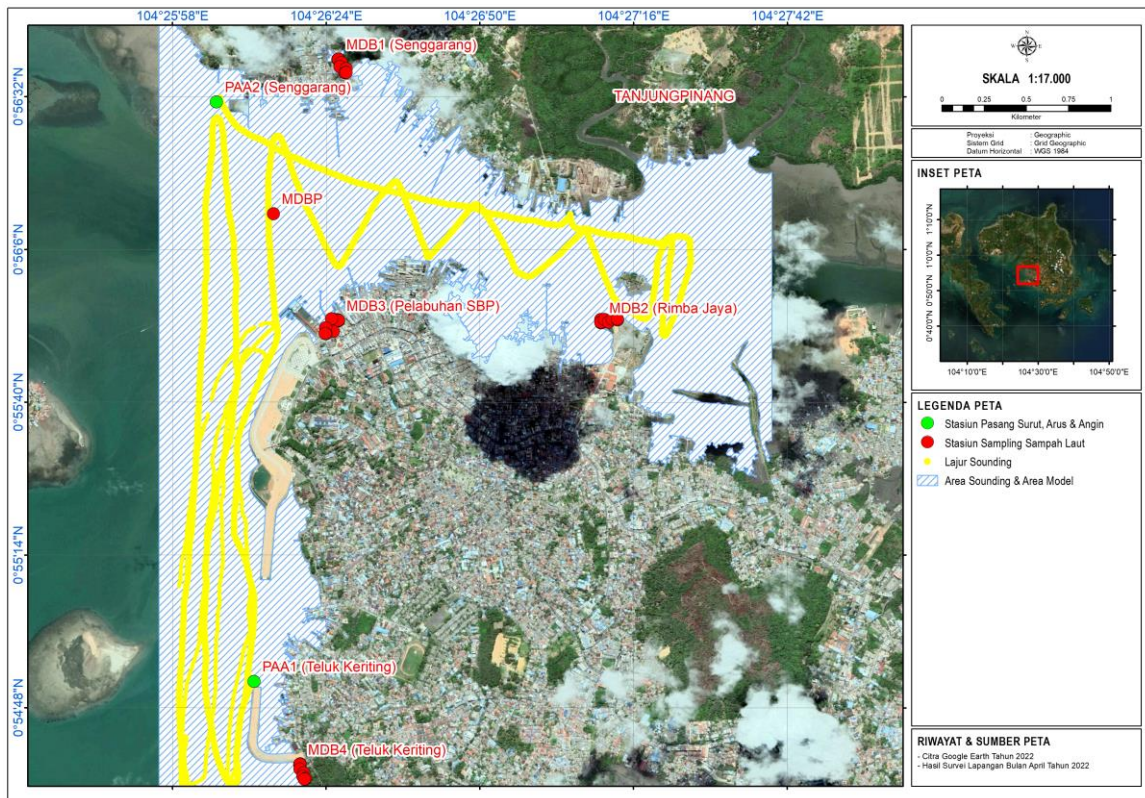 104°25'58"E
104°26'24"E
104°26'50"E
104°27'16"E
104°27'42"E
0°56'32"N
0°56'6"N
0°55'40"N
0°55'14"N
0°54'48"N
MDB1 (Senggarang)
PAA2 (Senggarang)
TANJUNGPINANG
MDBP
MDB3 (Pelabuhan SBP)
MDB2 (Rimba Jaya)
PAA1 (Teluk Keriting)
MDB4 (Teluk Keriting)
N
W E
S
SKALA 1:17.000
0 0.25 0.5 0.75 1
Kilometer
Proyeksi : Geographic
Sistem Grid : Grid Geographic
Datum Horizontal : WGS 1984
INSET PETA
1°10'0"N
1°0'0"N
0°50'0"N
0°40'0"N
104°10'0"E 104°30'0"E 104°50'0"E
LEGENDA PETA
Stasiun Pasang Surut, Arus & Angin
Stasiun Sampling Sampah Laut
Lajur Sounding
Area Sounding & Area Model
RIWAYAT & SUMBER PETA
- Citra Google Earth Tahun 2022
- Hasil Survei Lapangan Bulan April Tahun 2022